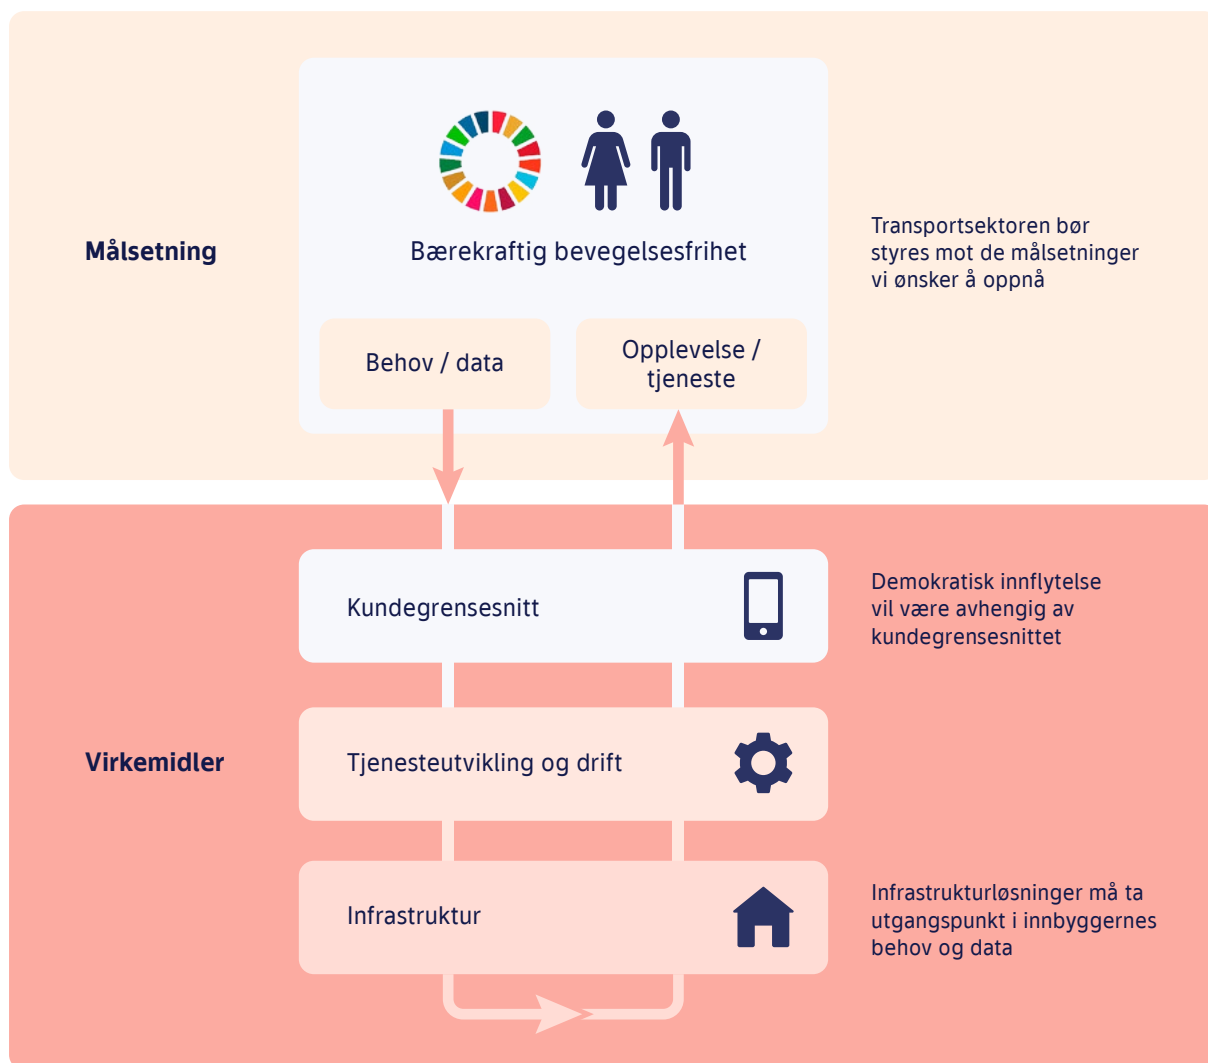 Målsetning
Bærekraftig bevegelsesfrihet
Behov / data
Opplevelse /
tjeneste
Transportsektoren bør
styres mot de målsetninger
vi ønsker å oppnå
Virkemidler
Kundegrensesnitt
Demokratisk innflytelse
vil være avhengig av
kundegrensesnittet
Tjenesteutvikling og drift
Infrastruktur
Infrastrukturløsninger må ta
utgangspunkt i innbyggernes
behov og data